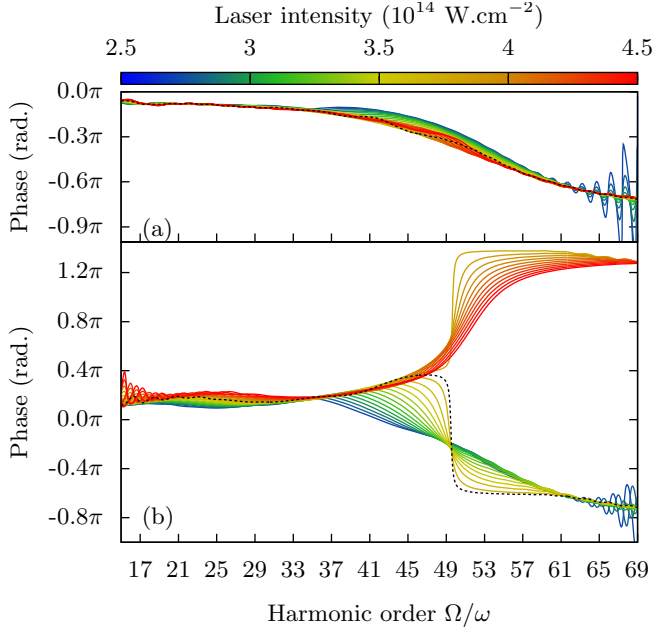 Laser intensity (10¹⁴ W.cm⁻²)
2.5 3 3.5 4 4.5
0.0π
-0.3π
-0.6π
-0.9π
Phase (rad.)
(a)
1.2π
0.8π
0.4π
0.0π
-0.4π
-0.8π
Phase (rad.)
(b)
17 21 25 29 33 37 41 45 49 53 57 61 65 69
Harmonic order Ω/ω